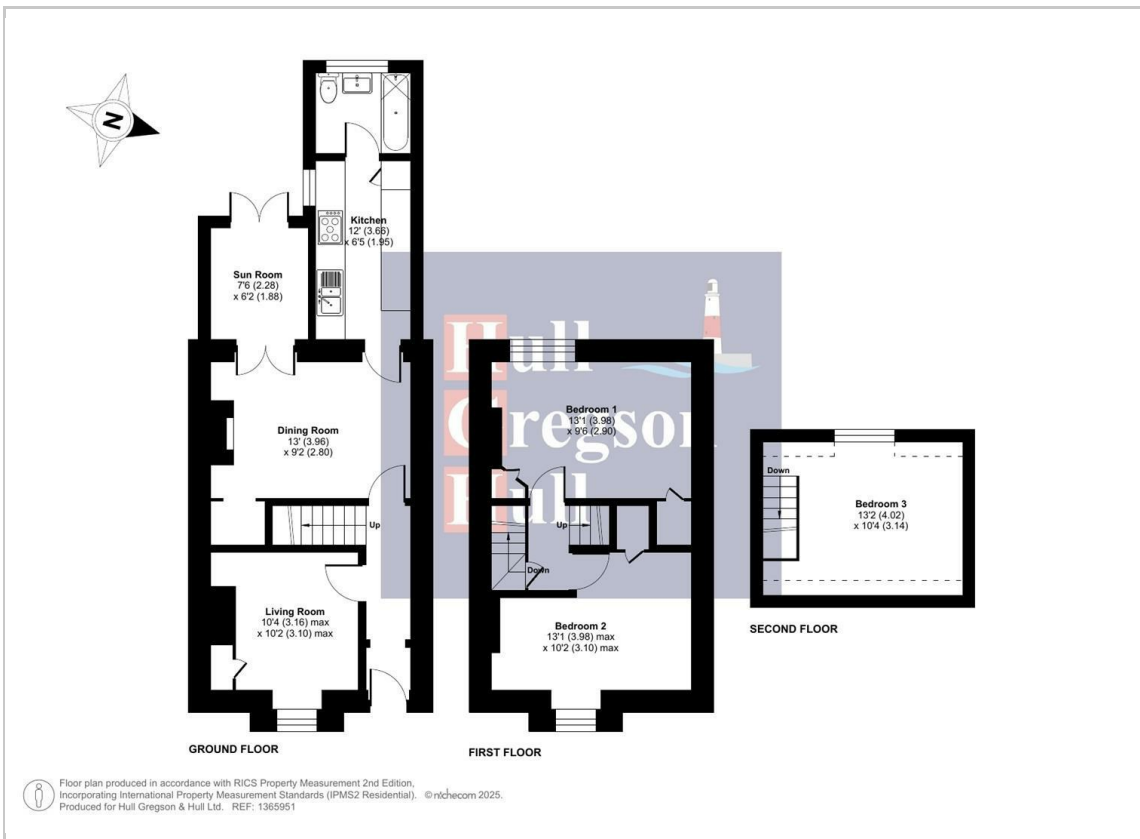 N
Kitchen
12' (3.66)
x 6'5 (1.95)
Sun Room
7'6 (2.28)
x 6'2 (1.88)
Dining Room
13' (3.96)
x 9'2 (2.80)
Up
Living Room
10'4 (3.16) max
x 10'2 (3.10) max
GROUND FLOOR
Hull
Gregson
Hull
Bedroom 1
13'1 (3.98)
x 9'6 (2.90)
Up
Down
Bedroom 2
13'1 (3.98) max
x 10'2 (3.10) max
FIRST FLOOR
Down
Bedroom 3
13'2 (4.02)
x 10'4 (3.14)
SECOND FLOOR
Floor plan produced in accordance with RICS Property Measurement 2nd Edition,
Incorporating International Property Measurement Standards (IPMS2 Residential). © nichecom 2025.
Produced for Hull Gregson & Hull Ltd. REF: 1365951